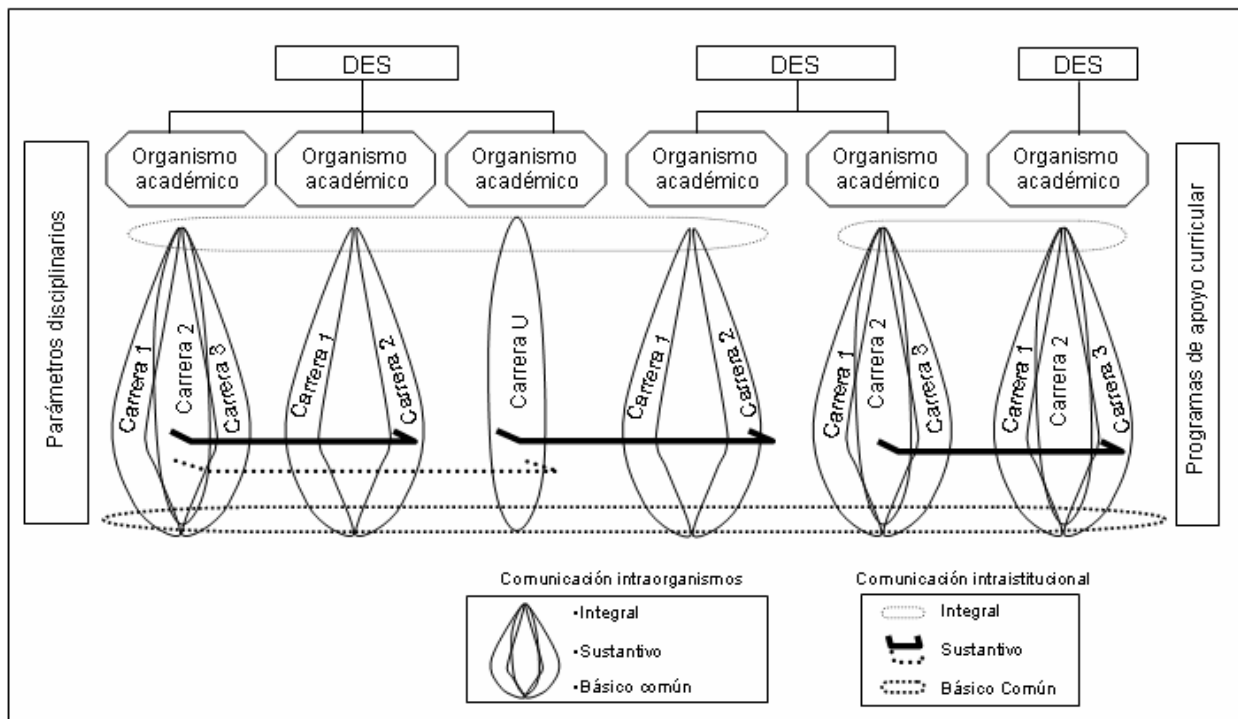 DES
DES
DES
Organismo
académico
Organismo
académico
Organismo
académico
Organismo
académico
Organismo
académico
Organismo
académico
Parámetros disciplinarios
Programas de apoyo curricular
Carrera 1
Carrera 2
Carrera 3
Carrera 1
Carrera 2
Carrera U
Carrera 1
Carrera 2
Carrera 1
Carrera 2
Carrera 3
Carrera 1
Carrera 2
Carrera 3
Comunicación intraorganismos
•Integral
•Sustantivo
•Básico común
Comunicación intraistitucional
Integral
Sustantivo
Básico Común